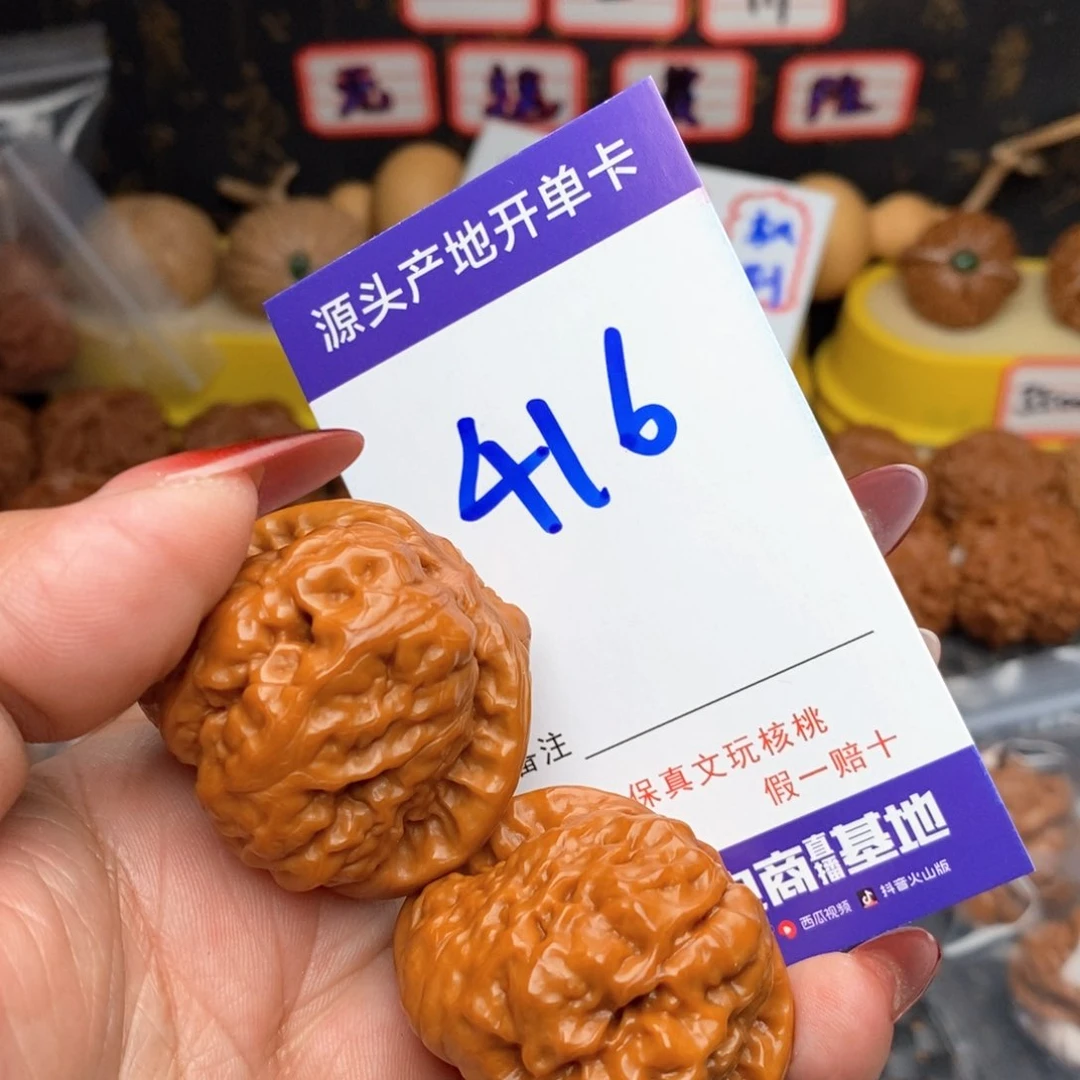 源头产地开单卡
416
备注
保真文玩核桃
假一赔十
电商直播基地
西瓜视频 抖音火山版